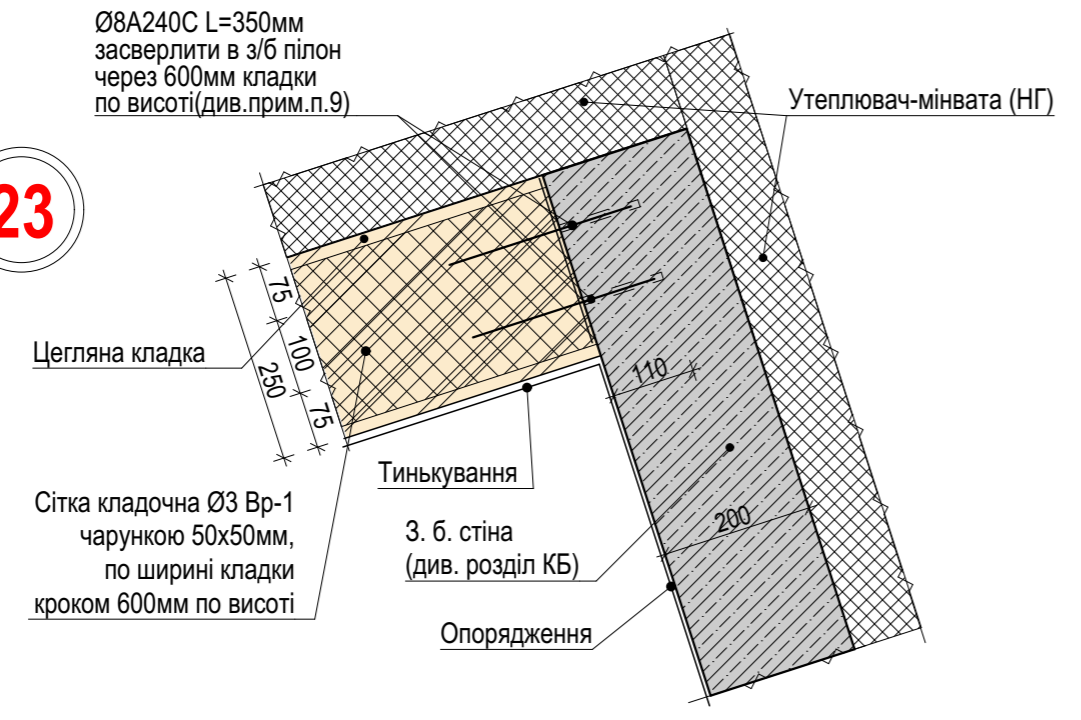 Ø8А240С L=350мм
засверлити в з/б пілон
через 600мм кладки
по висоті(див.прим.п.9)
Утеплювач-мінвата (НГ)
23
75
100
250
75
Цегляна кладка
110
Тинькування
Сітка кладочна Ø3 Вр-1
чарункою 50х50мм,
по ширині кладки
кроком 600мм по висоті
З. б. стіна
(див. розділ КБ)
200
Опорядження